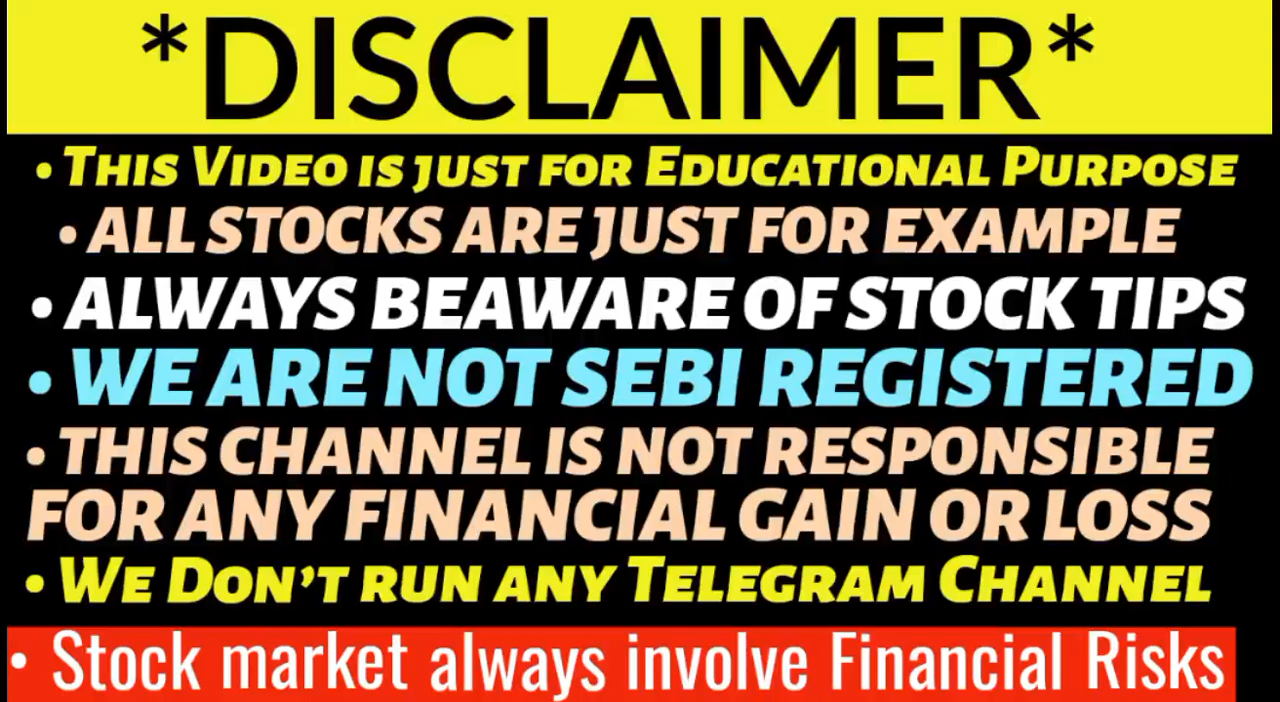 *DISCLAIMER*
• THIS VIDEO IS JUST FOR EDUCATIONAL PURPOSE
• ALL STOCKS ARE JUST FOR EXAMPLE
• ALWAYS BEAWARE OF STOCK TIPS
• WE ARE NOT SEBI REGISTERED
• THIS CHANNEL IS NOT RESPONSIBLE
FOR ANY FINANCIAL GAIN OR LOSS
• WE DON'T RUN ANY TELEGRAM CHANNEL
• Stock market always involve Financial Risks